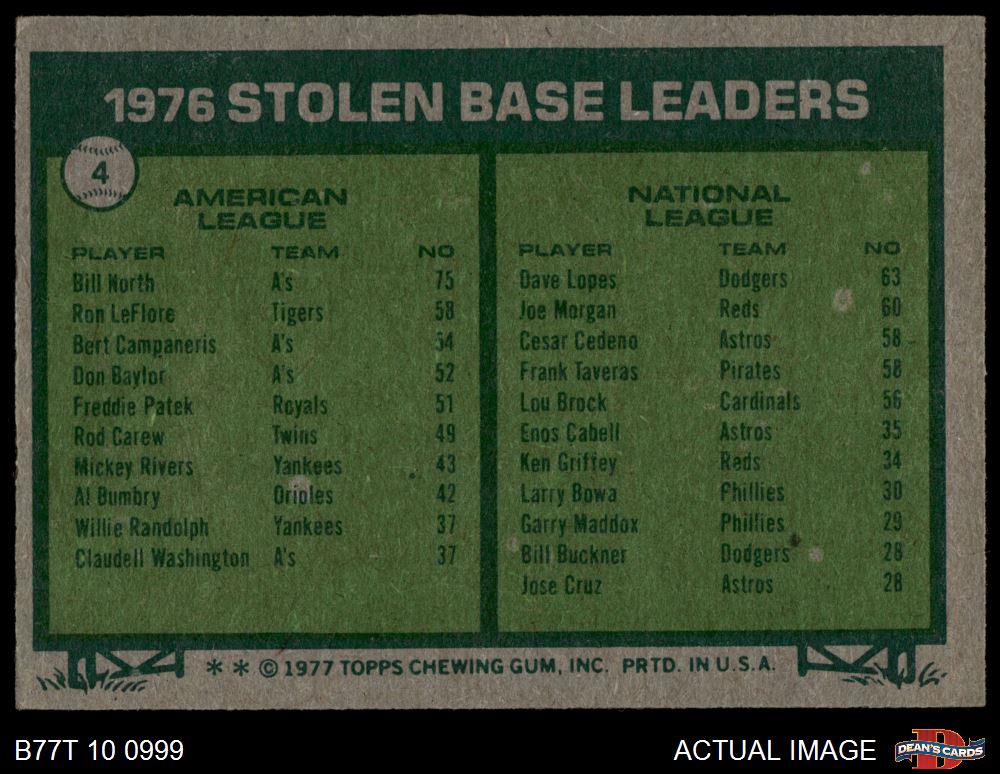 1976 STOLEN BASE LEADERS
4
AMERICAN
LEAGUE
PLAYER TEAM NO
Bill North A's 75
Ron LeFlore Tigers 58
Bert Campaneris A's 54
Don Baylor A's 52
Freddie Patek Royals 51
Rod Carew Twins 49
Mickey Rivers Yankees 43
Al Bumbry Orioles 42
Willie Randolph Yankees 37
Claudell Washington A's 37
NATIONAL
LEAGUE
PLAYER TEAM NO
Dave Lopes Dodgers 63
Joe Morgan Reds 60
Cesar Cedeno Astros 58
Frank Taveras Pirates 58
Lou Brock Cardinals 56
Enos Cabell Astros 35
Ken Griffey Reds 34
Larry Bowa Phillies 30
Garry Maddox Phillies 29
Bill Buckner Dodgers 28
Jose Cruz Astros 28
** © 1977 TOPPS CHEWING GUM, INC. PRTD. IN U.S.A.
B77T 10 0999
ACTUAL IMAGE
D
DEAN'S CARDS